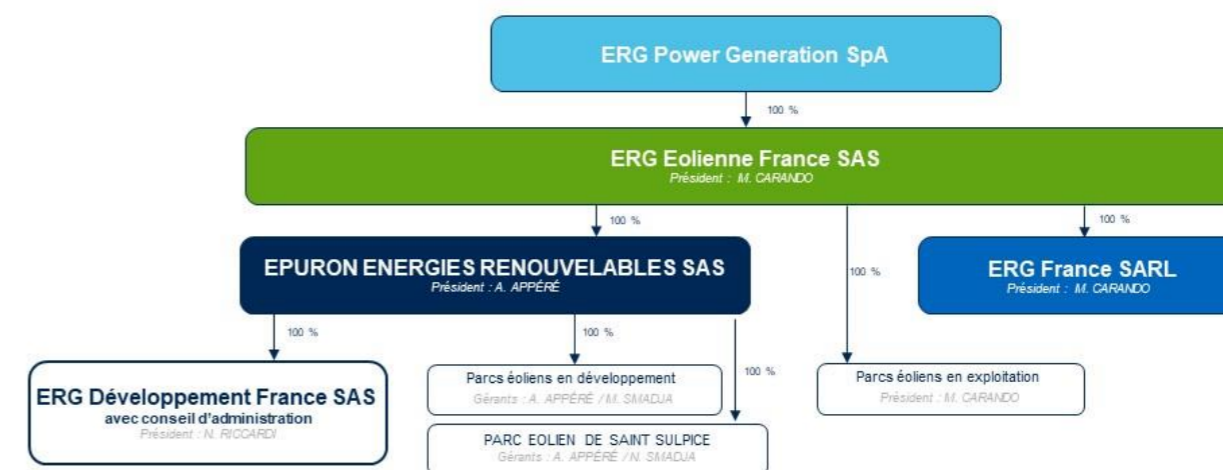 ERG Power Generation SpA
100 %
ERG Eolienne France SAS
Président : M. CARANDO
100 %
100 %
100 %
EPURON ENERGIES RENOUVELABLES SAS
Président : A. APPÉRÉ
ERG France SARL
Président : M. CARANDO
100 %
100 %
100 %
ERG Développement France SAS
avec conseil d'administration
Président : N. RICCARDI
Parcs éoliens en développement
Gérants : A. APPÉRÉ / M. SMADJA
PARC EOLIEN DE SAINT SULPICE
Gérants : A. APPÉRÉ / N. SMADJA
Parcs éoliens en exploitation
Président : M. CARANDO